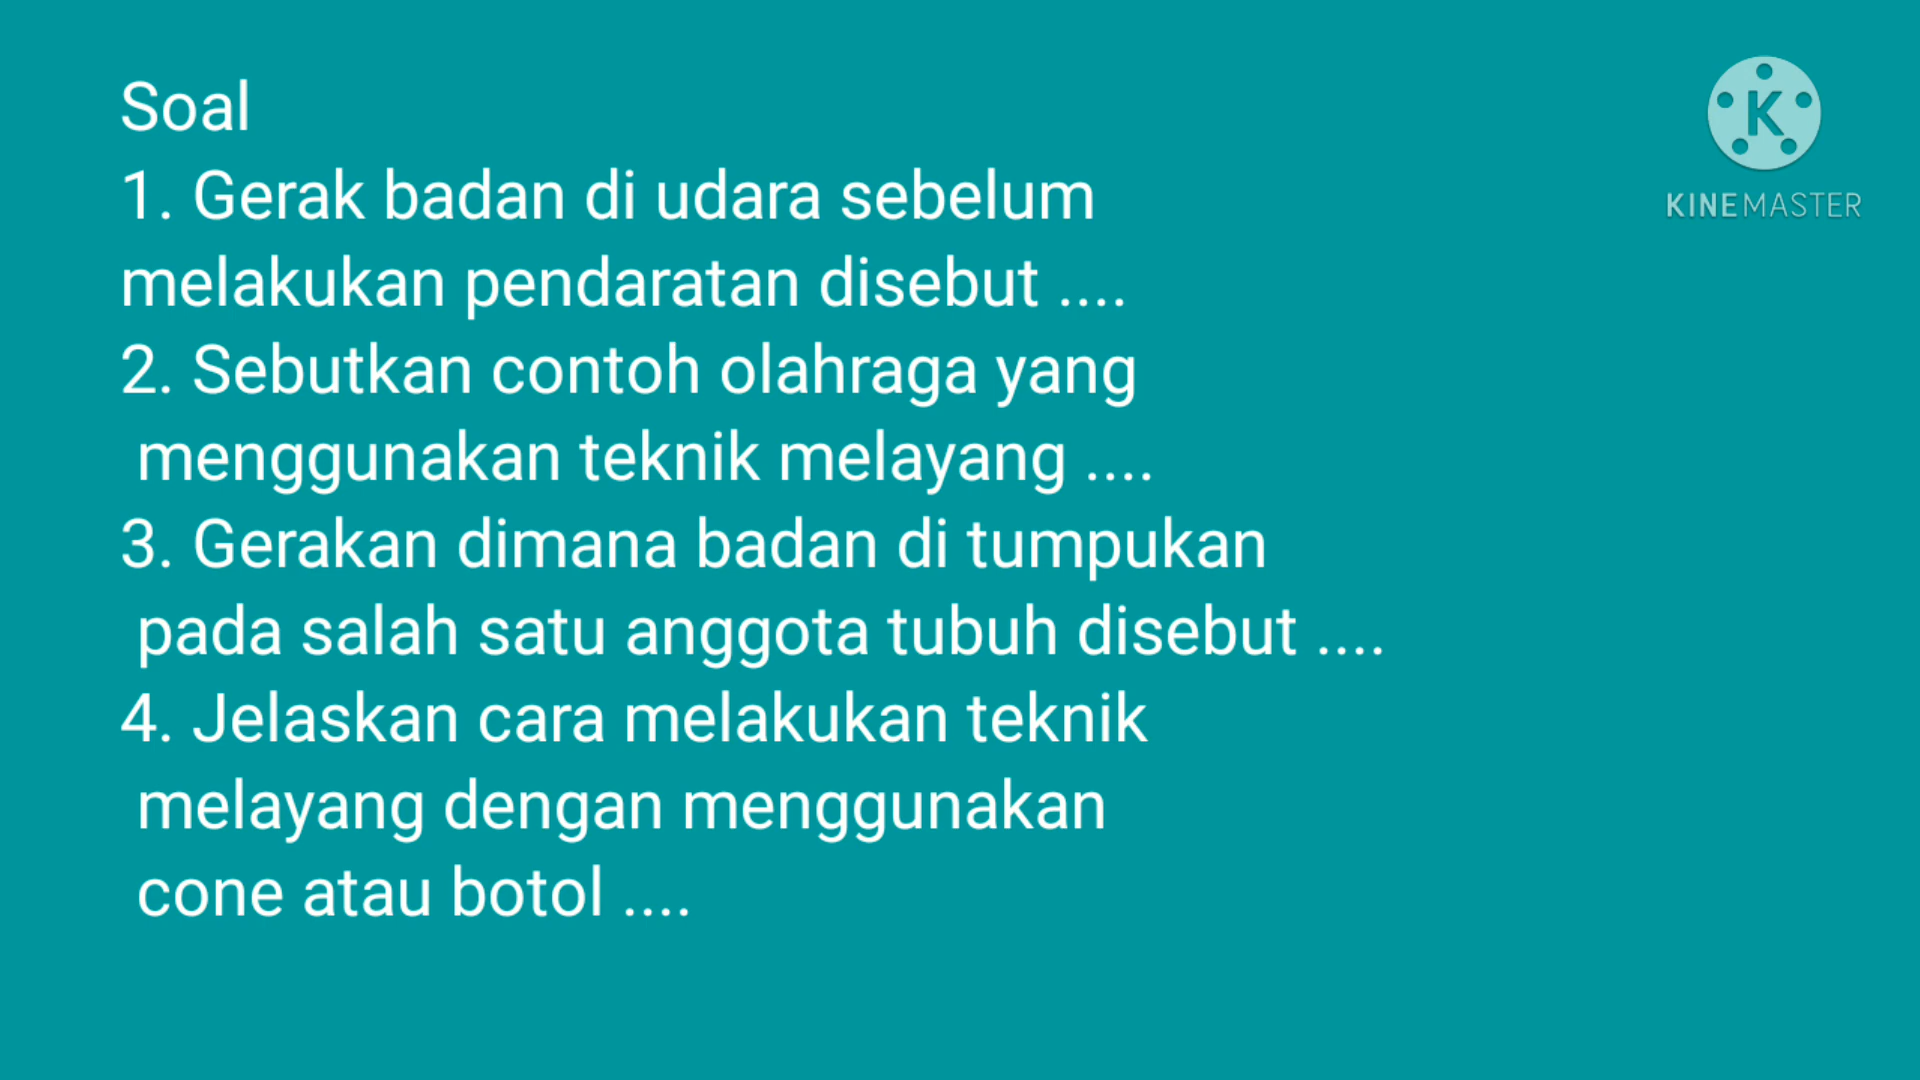 Soal
1. Gerak badan di udara sebelum
melakukan pendaratan disebut ....
2. Sebutkan contoh olahraga yang
menggunakan teknik melayang ....
3. Gerakan dimana badan di tumpukan
pada salah satu anggota tubuh disebut ....
4. Jelaskan cara melakukan teknik
melayang dengan menggunakan
cone atau botol ....
K
KINEMASTER